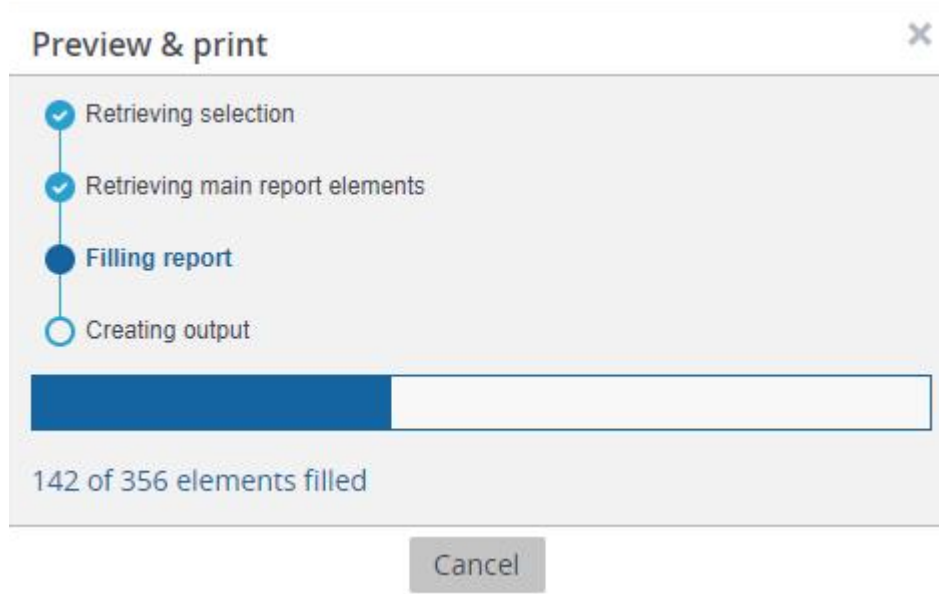 Preview & print
Retrieving selection
Retrieving main report elements
Filling report
Creating output
142 of 356 elements filled
Cancel